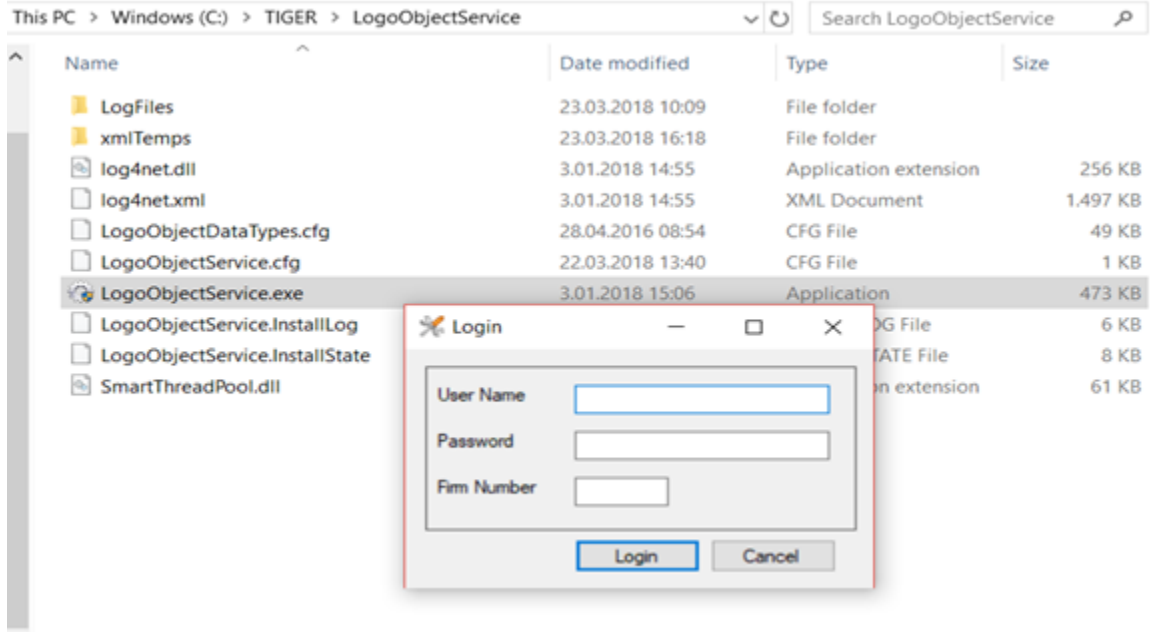 This PC > Windows (C:) > TIGER > LogoObjectService
Search LogoObjectService
Name Date modified Type Size
LogFiles 23.03.2018 10:09 File folder
xmlTemps 23.03.2018 16:18 File folder
log4net.dll 3.01.2018 14:55 Application extension 256 KB
log4net.xml 3.01.2018 14:55 XML Document 1.497 KB
LogoObjectDataTypes.cfg 28.04.2016 08:54 CFG File 49 KB
LogoObjectService.cfg 22.03.2018 13:40 CFG File 1 KB
LogoObjectService.exe 3.01.2018 15:06 Application 473 KB
LogoObjectService.InstallLog File 6 KB
LogoObjectService.InstallState File 8 KB
SmartThreadPool.dll extension 61 KB
Login
User Name
Password
Firm Number
Login Cancel